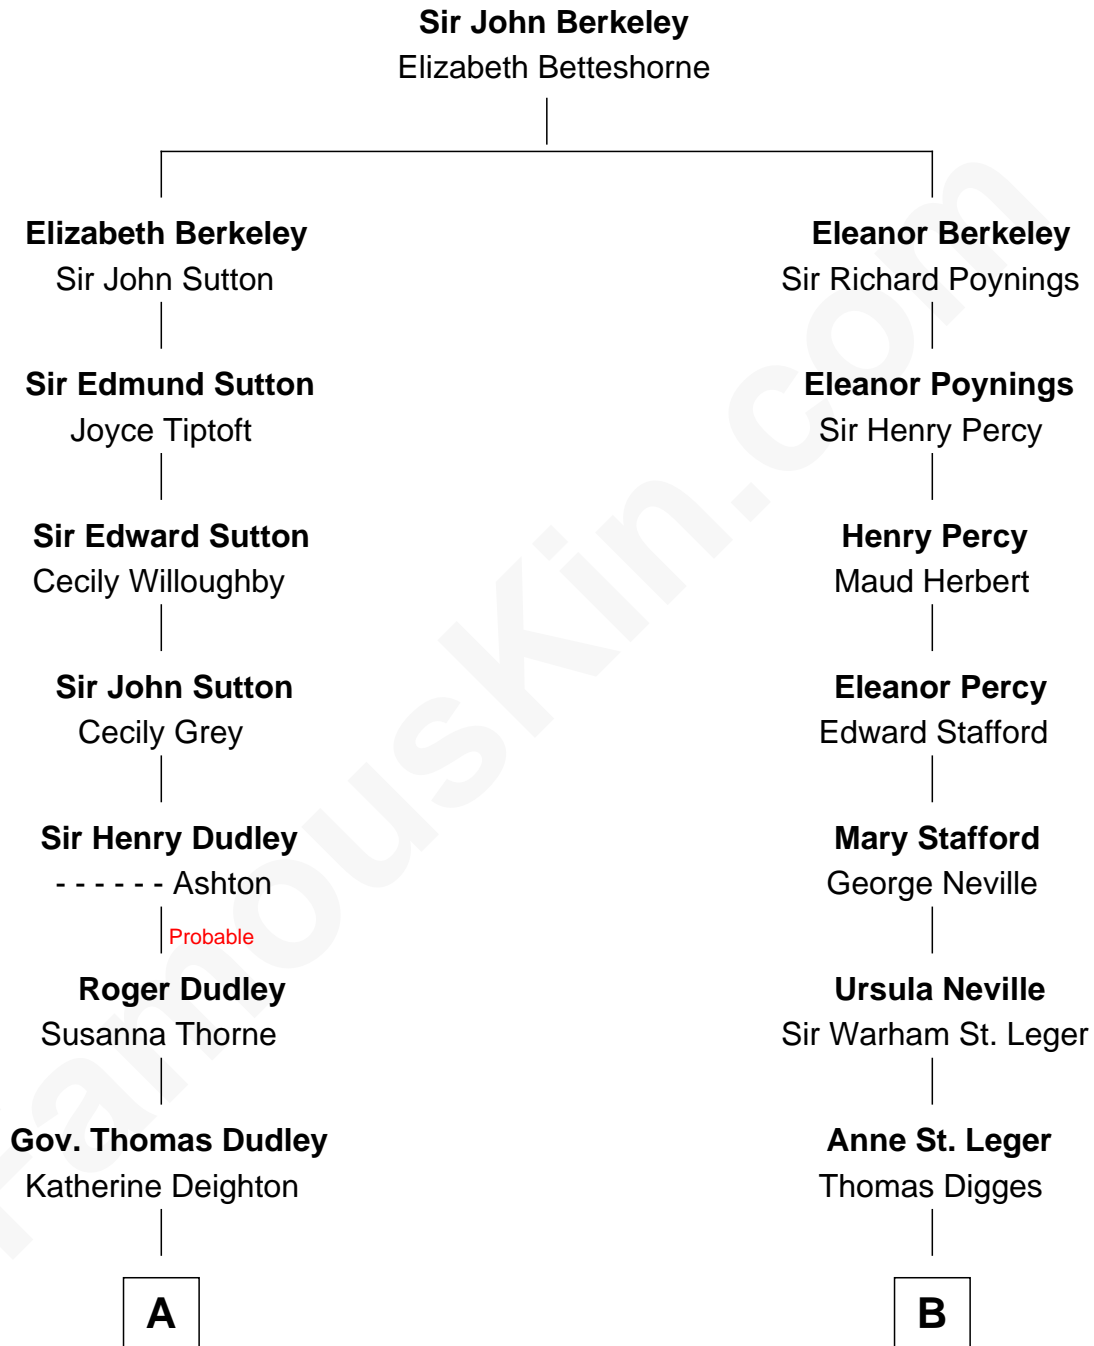 Sir John Berkeley
Elizabeth Betteshorne
Elizabeth Berkeley
Sir John Sutton
Sir Edmund Sutton
Joyce Tiptoft
Sir Edward Sutton
Cecily Willoughby
Sir John Sutton
Cecily Grey
Sir Henry Dudley
- - - - - - Ashton
Probable
Roger Dudley
Susanna Thorne
Gov. Thomas Dudley
Katherine Deighton
A
Eleanor Berkeley
Sir Richard Poynings
Eleanor Poynings
Sir Henry Percy
Henry Percy
Maud Herbert
Eleanor Percy
Edward Stafford
Mary Stafford
George Neville
Ursula Neville
Sir Warham St. Leger
Anne St. Leger
Thomas Digges
B
FamousKin.com